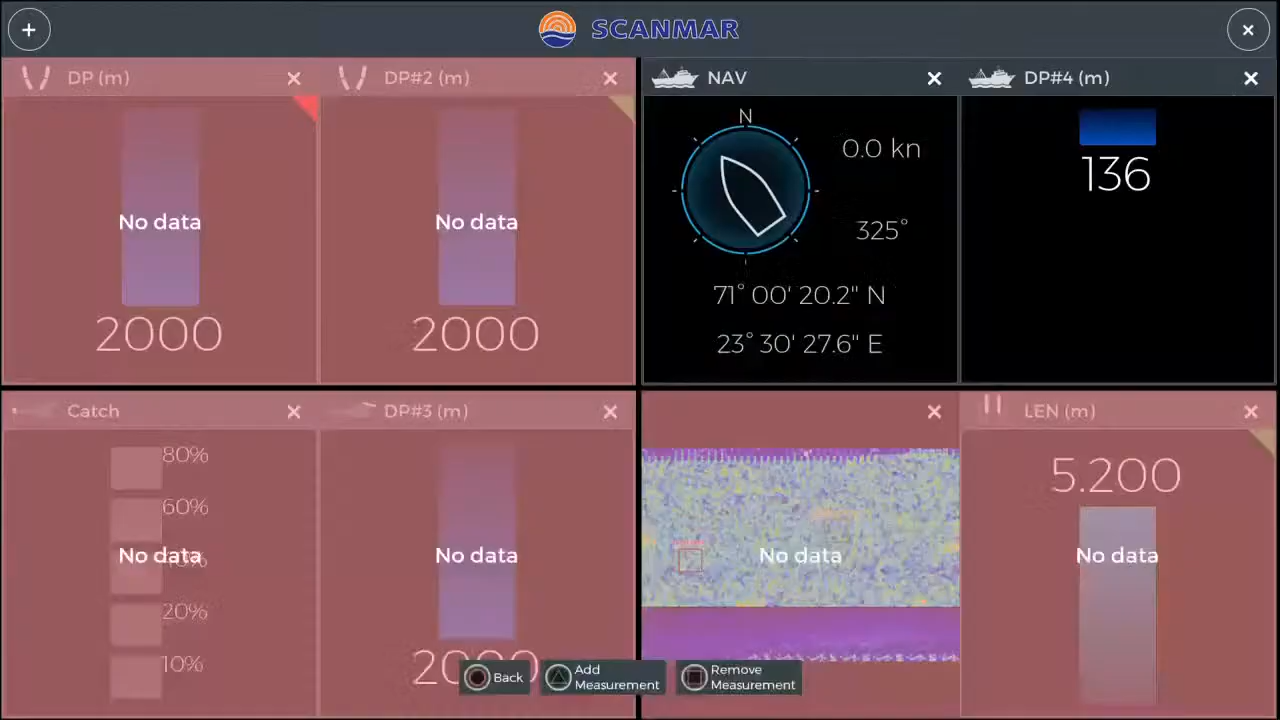 SCANMAR
DP (m)
DP#2 (m)
NAV
DP#4 (m)
No data
2000
No data
2000
N
0.0 kn
325°
71° 00' 20.2" N
23° 30' 27.6" E
136
Catch
DP#3 (m)
LEN (m)
80%
60%
No data
20%
10%
No data
No data
5.200
No data
Back
Add
Measurement
Remove
Measurement